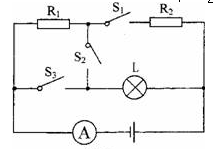 R₁ S₁ R₂
S₂
S₃ L
A